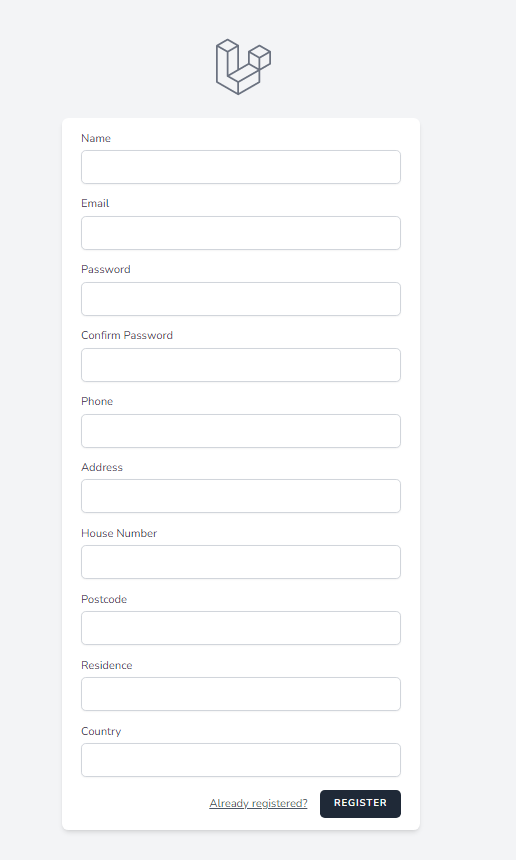 Name
Email
Password
Confirm Password
Phone
Address
House Number
Postcode
Residence
Country
Already registered? REGISTER